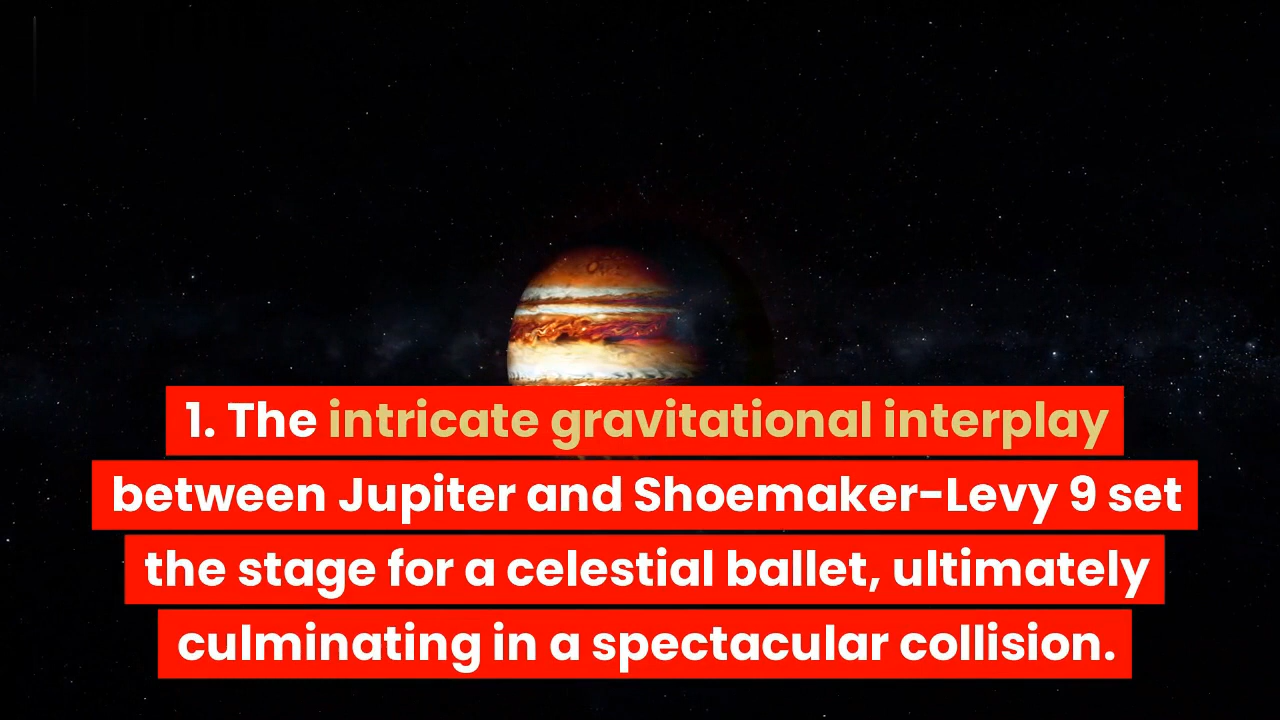 1. The intricate gravitational interplay
between Jupiter and Shoemaker-Levy 9 set
the stage for a celestial ballet, ultimately
culminating in a spectacular collision.